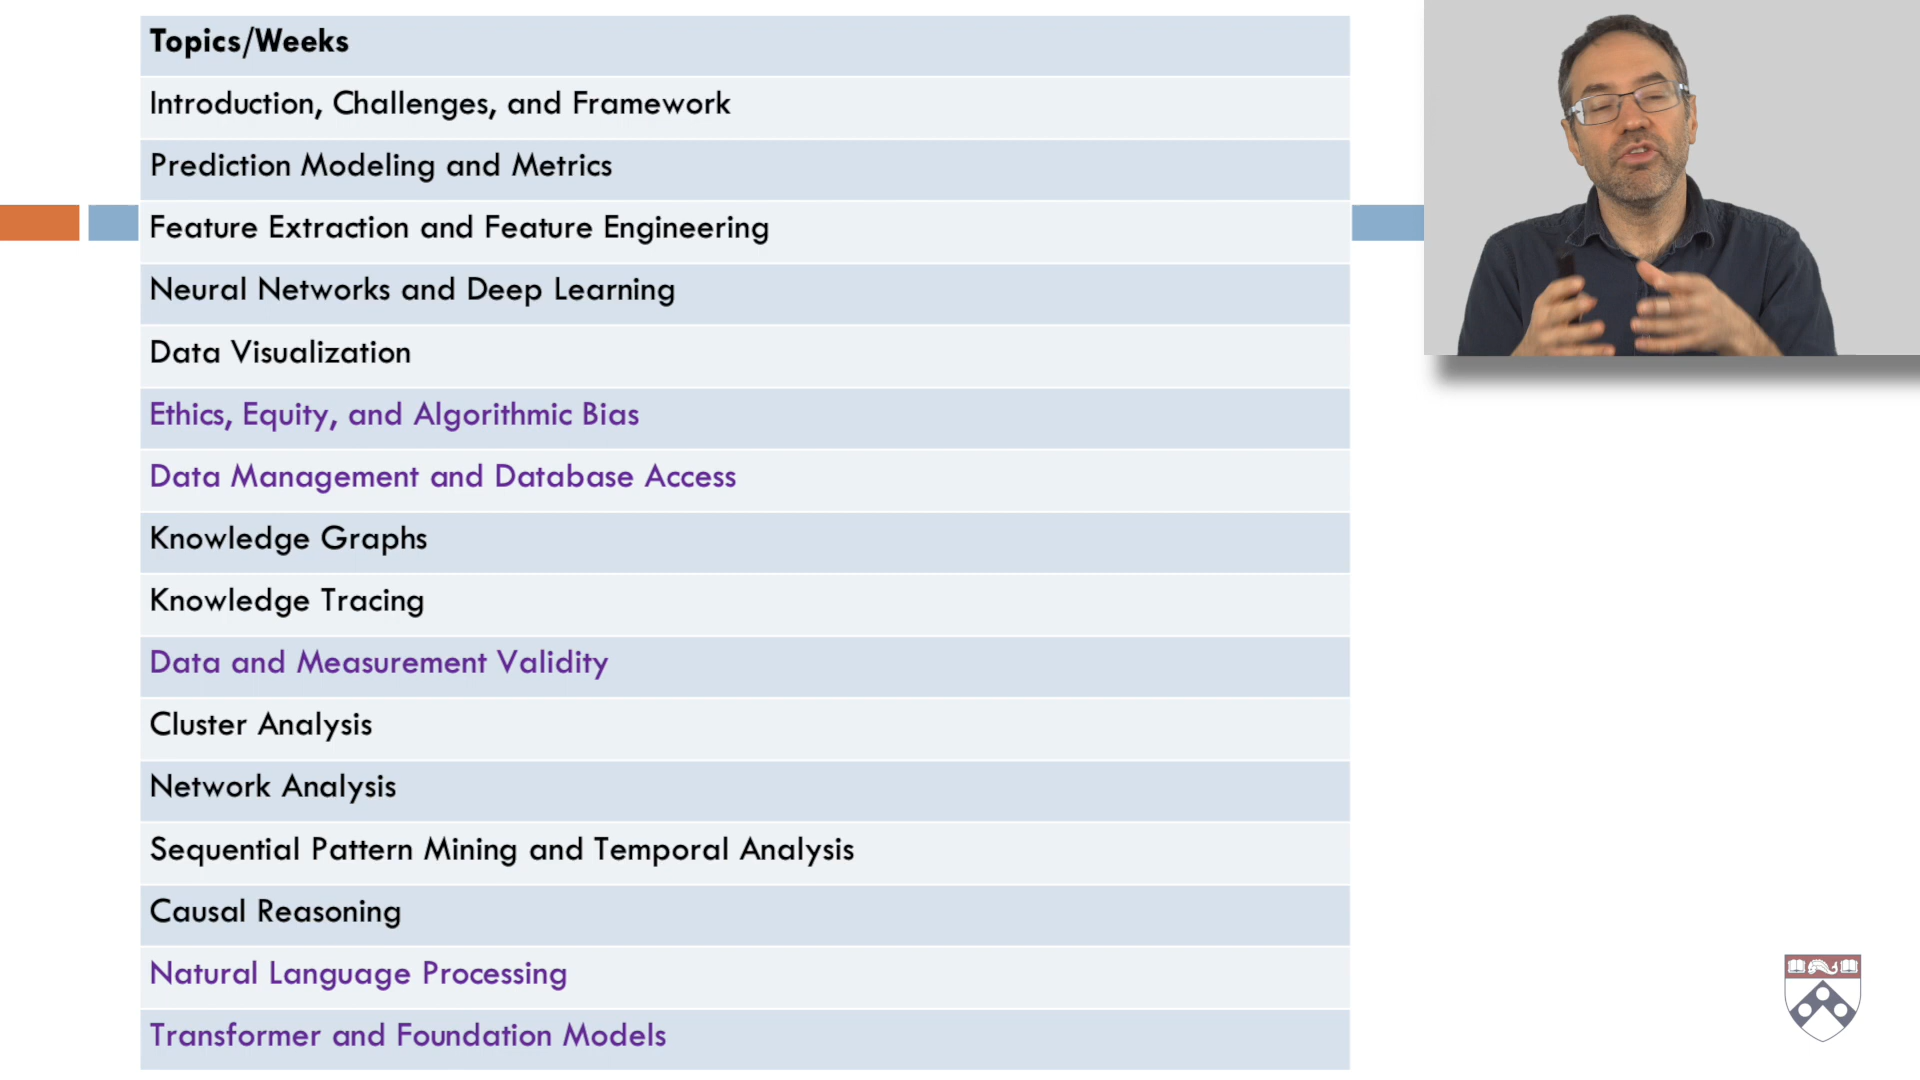 Topics/Weeks
Introduction, Challenges, and Framework
Prediction Modeling and Metrics
Feature Extraction and Feature Engineering
Neural Networks and Deep Learning
Data Visualization
Ethics, Equity, and Algorithmic Bias
Data Management and Database Access
Knowledge Graphs
Knowledge Tracing
Data and Measurement Validity
Cluster Analysis
Network Analysis
Sequential Pattern Mining and Temporal Analysis
Causal Reasoning
Natural Language Processing
Transformer and Foundation Models